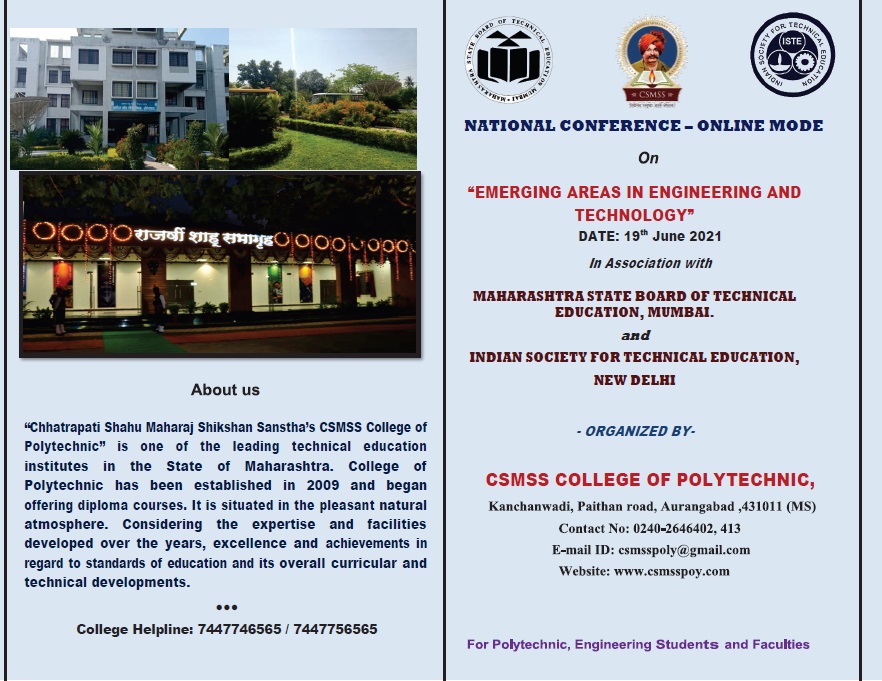 राजर्षी शाहू सभागृह
About us
“Chhatrapati Shahu Maharaj Shikshan Sanstha’s CSMSS College of
Polytechnic” is one of the leading technical education
institutes in the State of Maharashtra. College of
Polytechnic has been established in 2009 and began
offering diploma courses. It is situated in the pleasant natural
atmosphere. Considering the expertise and facilities
developed over the years, excellence and achievements in
regard to standards of education and its overall curricular and
technical developments.
●●●
College Helpline: 7447746565 / 7447756565
MAHARASHTRA STATE BOARD OF TECHNICAL EDUCATION MUMBAI
CSMSS
INDIAN SOCIETY FOR TECHNICAL EDUCATION
ISTE
NATIONAL CONFERENCE – ONLINE MODE
On
“EMERGING AREAS IN ENGINEERING AND
TECHNOLOGY”
DATE: 19th June 2021
In Association with
MAHARASHTRA STATE BOARD OF TECHNICAL
EDUCATION, MUMBAI.
and
INDIAN SOCIETY FOR TECHNICAL EDUCATION,
NEW DELHI
- ORGANIZED BY-
CSMSS COLLEGE OF POLYTECHNIC,
Kanchanwadi, Paithan road, Aurangabad ,431011 (MS)
Contact No: 0240-2646402, 413
E-mail ID: csmsspoly@gmail.com
Website: www.csmsspoy.com
For Polytechnic, Engineering Students and Faculties